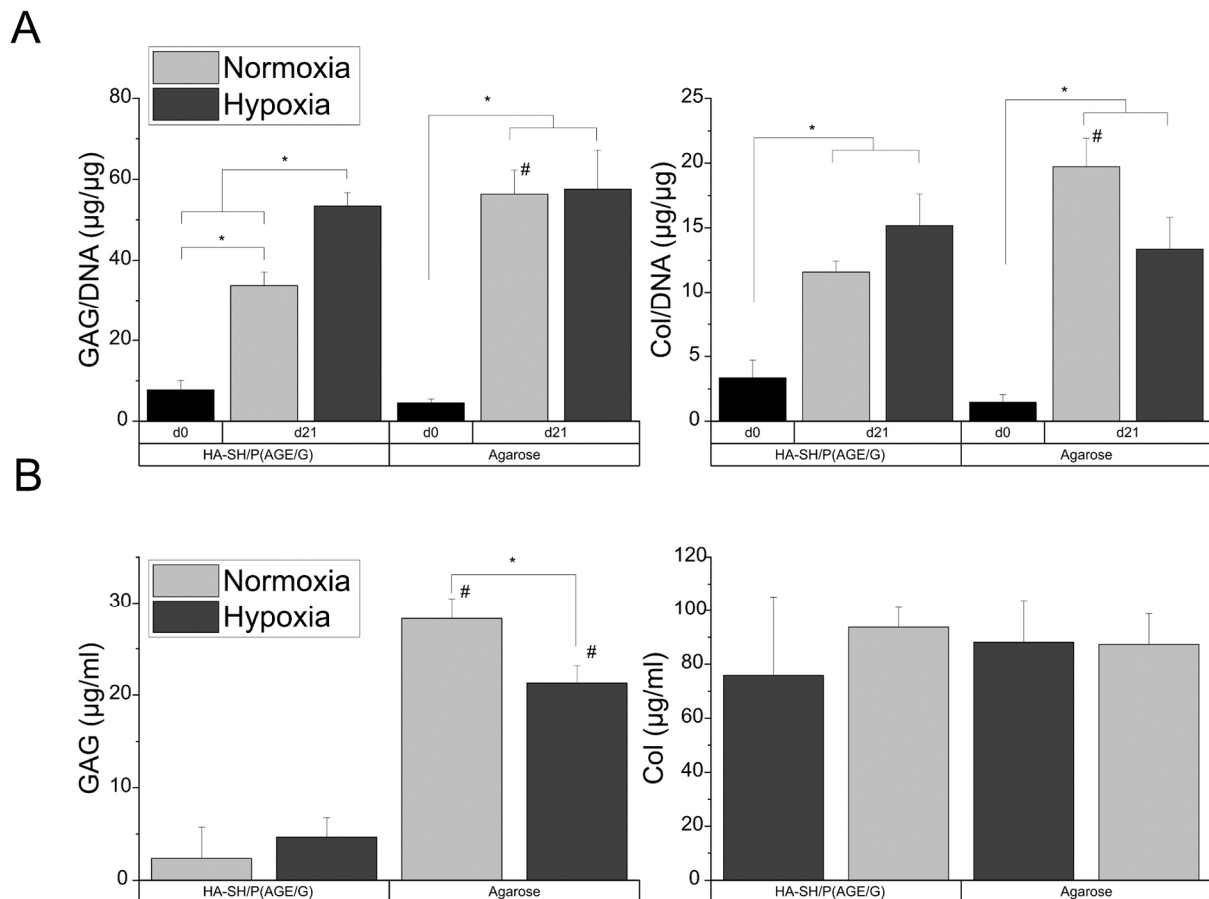 A
Normoxia
Hypoxia
GAG/DNA (µg/µg)
80
60
40
20
0
*
*
*
#
d0
d21
d0
d21
HA-SH/P(AGE/G)
Agarose
Col/DNA (µg/µg)
25
20
15
10
5
0
*
*
#
d0
d21
d0
d21
HA-SH/P(AGE/G)
Agarose
B
Normoxia
Hypoxia
GAG (µg/ml)
30
20
10
0
*
#
#
HA-SH/P(AGE/G)
Agarose
Col (µg/ml)
120
100
80
60
40
20
0
HA-SH/P(AGE/G)
Agarose